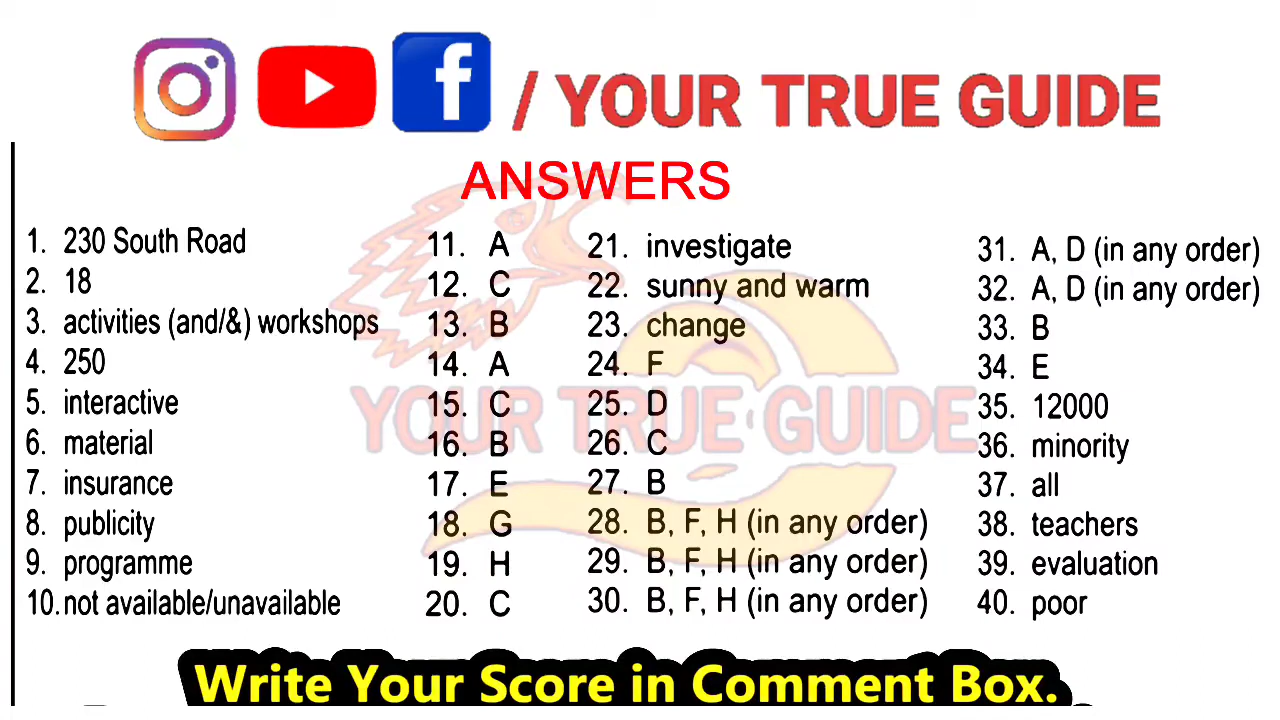 / YOUR TRUE GUIDE
ANSWERS
1. 230 South Road
2. 18
3. activities (and/&) workshops
4. 250
5. interactive
6. material
7. insurance
8. publicity
9. programme
10. not available/unavailable
11. A
12. C
13. B
14. A
15. C
16. B
17. E
18. G
19. H
20. C
21. investigate
22. sunny and warm
23. change
24. F
25. D
26. C
27. B
28. B, F, H (in any order)
29. B, F, H (in any order)
30. B, F, H (in any order)
31. A, D (in any order)
32. A, D (in any order)
33. B
34. E
35. 12000
36. minority
37. all
38. teachers
39. evaluation
40. poor
YOUR TRUE GUIDE
Write Your Score in Comment Box.